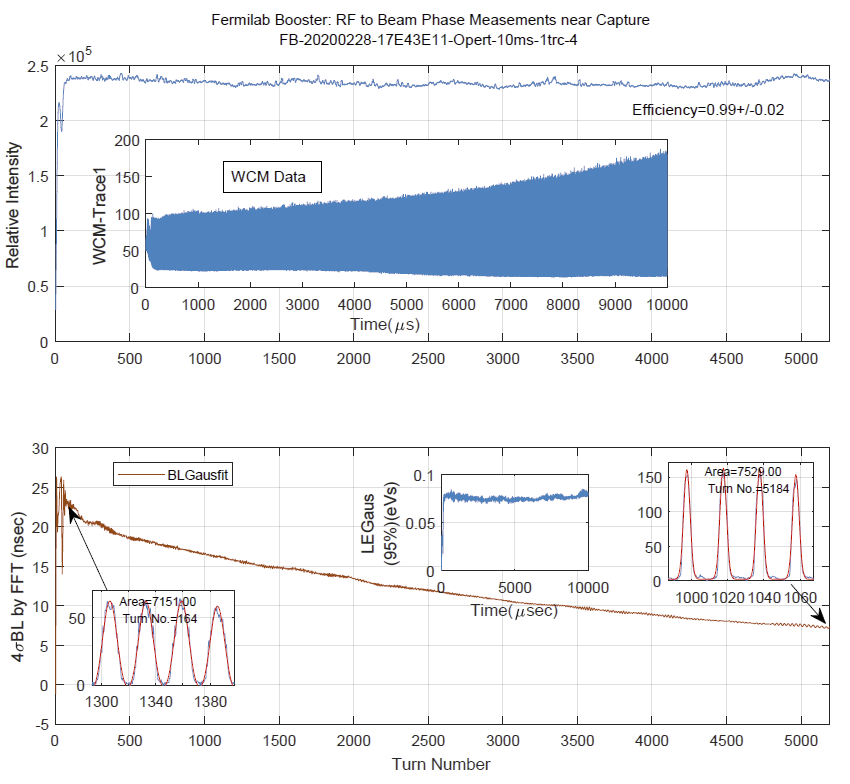 Fermilab Booster: RF to Beam Phase Measements near Capture
FB-20200228-17E43E11-Opert-10ms-1trc-4
×10^5
2.5
2
1.5
1
0.5
0
Relative Intensity
Efficiency=0.99+/-0.02
200
150
100
50
0
WCM-Trace1
WCM Data
0 1000 2000 3000 4000 5000 6000 7000 8000 9000 10000
Time(μs)
0 500 1000 1500 2000 2500 3000 3500 4000 4500 5000
30
25
20
15
10
5
0
-5
4σBL by FFT (nsec)
BLGausfit
0.1
0.05
0
LEGaus
(95%)(eVs)
0 5000 10000
Time(μsec)
150
100
50
0
Area=7529.00
Turn No.=5184
1000 1020 1040 1060
50
0
Area=7151.00
Turn No.=164
1300 1340 1380
0 500 1000 1500 2000 2500 3000 3500 4000 4500 5000
Turn Number